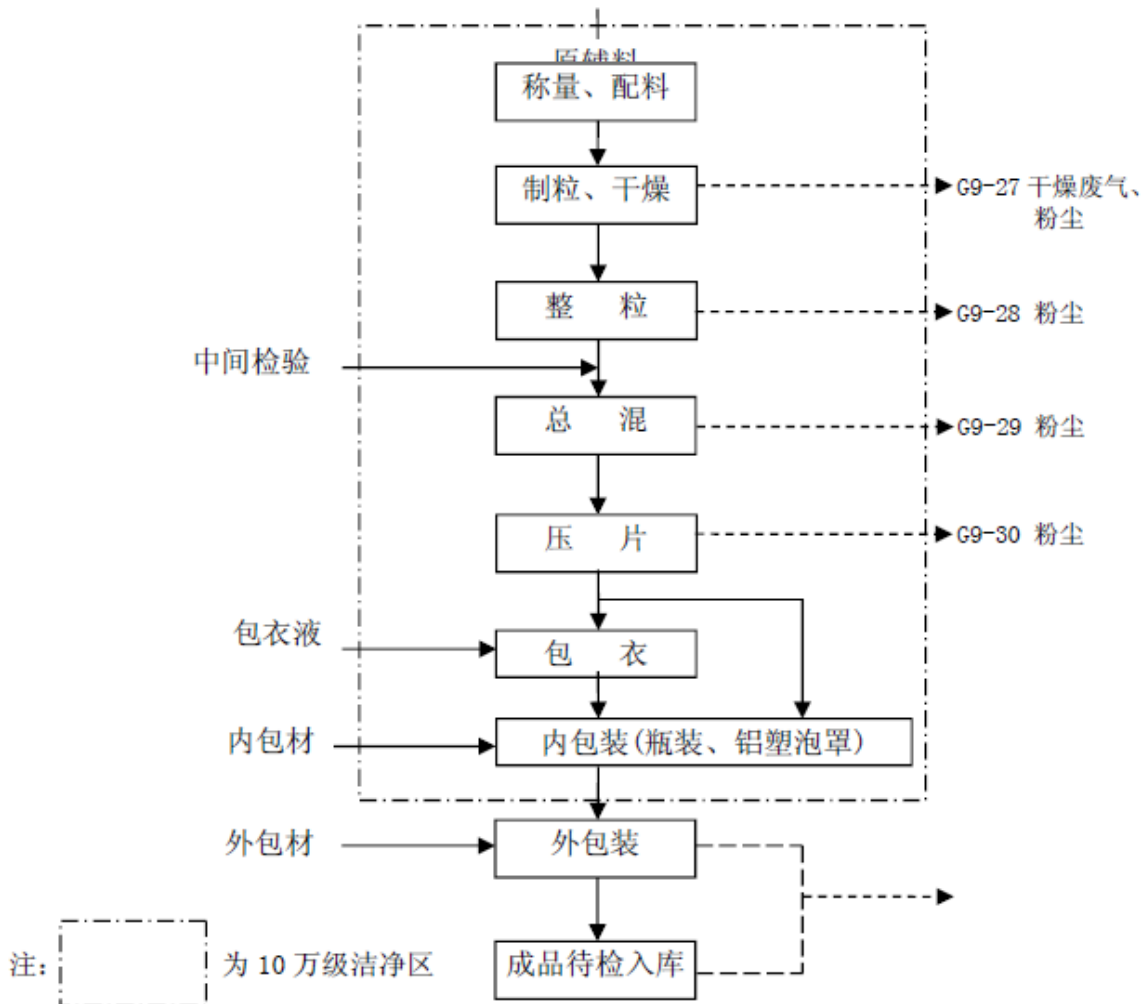 原辅料
称量、配料
制粒、干燥
G9-27 干燥废气、
粉尘
整 粒
G9-28 粉尘
中间检验
总 混
G9-29 粉尘
压 片
G9-30 粉尘
包衣液
包 衣
内包材
内包装(瓶装、铝塑泡罩)
外包材
外包装
成品待检入库
注:
为 10 万级洁净区